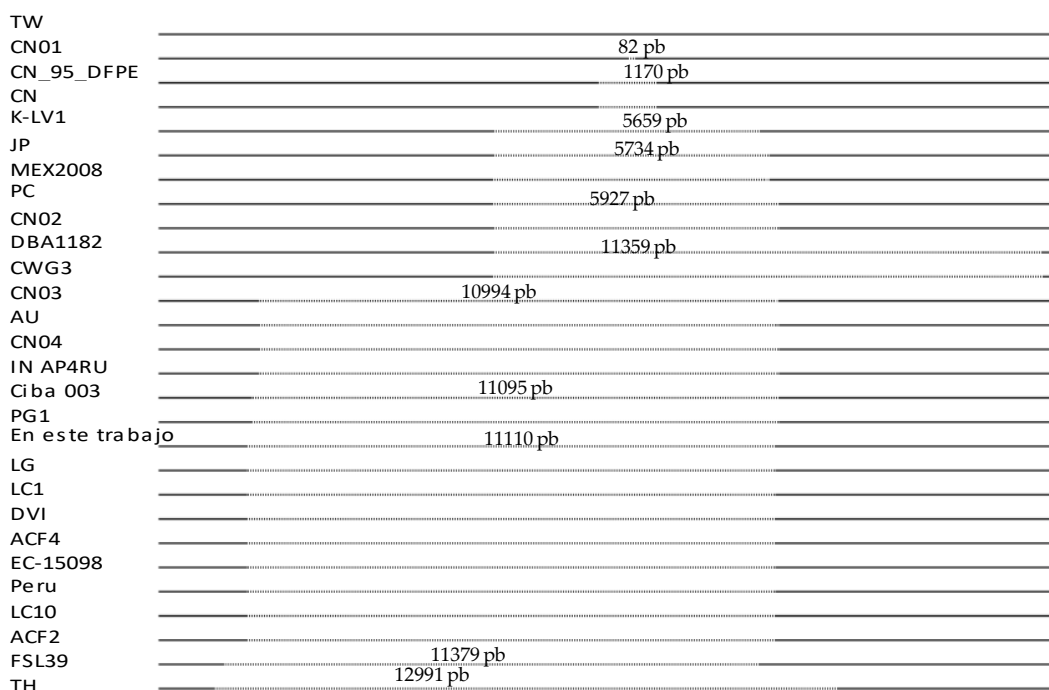 TW
CN01 82 pb
CN_95_DFPE 1170 pb
CN
K-LV1 5659 pb
JP 5734 pb
MEX2008
PC 5927 pb
CN02
DBA1182 11359 pb
CWG3
CN03 10994 pb
AU
CN04
IN AP4RU
Ciba 003 11095 pb
PG1
En este trabajo 11110 pb
LG
LC1
DVI
ACF4
EC-15098
Peru
LC10
ACF2
FSL39 11379 pb
TH 12991 pb